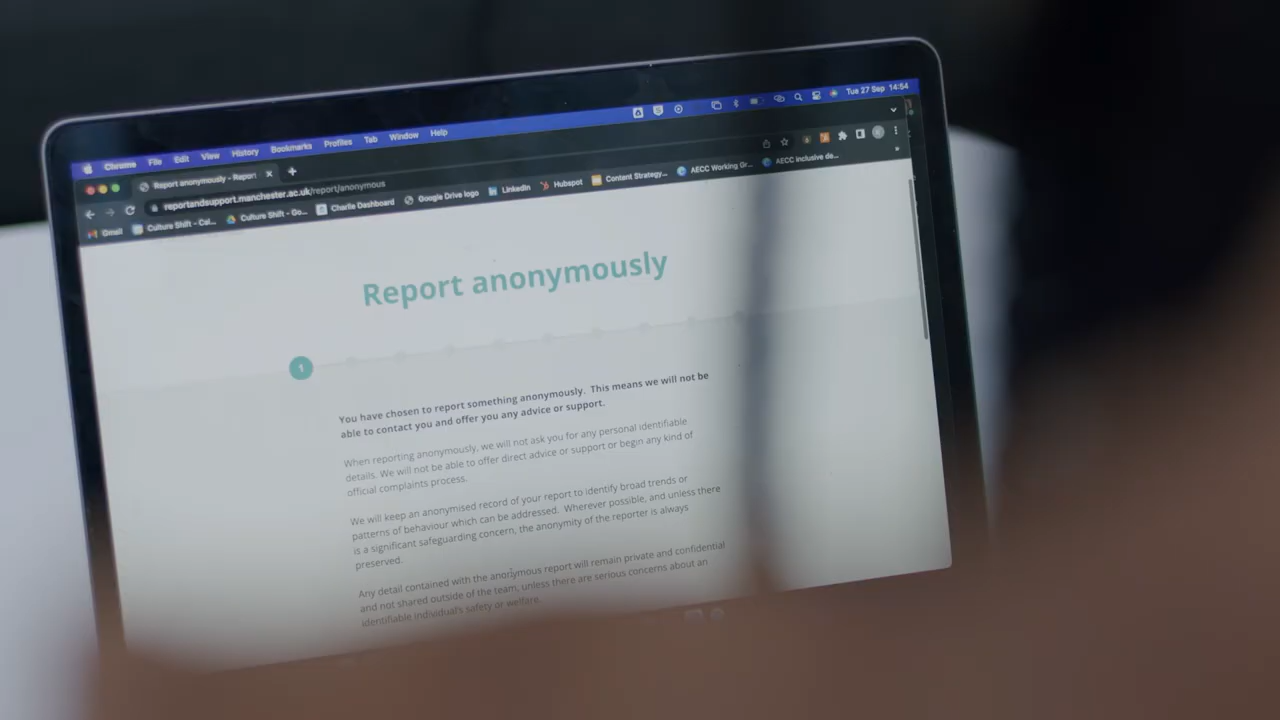 Chrome File Edit View History Bookmarks Profiles Tab Window Help Tue 27 Sep 14:54
Report anonymously - Report
reportandsupport.manchester.ac.uk/report/anonymous
Gmail Culture Shift - Cal... Culture Shift - Go... Charlie Dashboard Google Drive logo LinkedIn Hubspot Content Strategy... AECC Working Gr... AECC inclusive de...
Report anonymously
1
You have chosen to report something anonymously. This means we will not be
able to contact you and offer you any advice or support.
When reporting anonymously, we will not ask you for any personal identifiable
details. We will not be able to offer direct advice or support or begin any kind of
official complaints process.
We will keep an anonymised record of your report to identify broad trends or
patterns of behaviour which can be addressed. Wherever possible, and unless there
is a significant safeguarding concern, the anonymity of the reporter is always
preserved.
Any detail contained with the anonymous report will remain private and confidential
and not shared outside of the team, unless there are serious concerns about an
identifiable individual's safety or welfare.